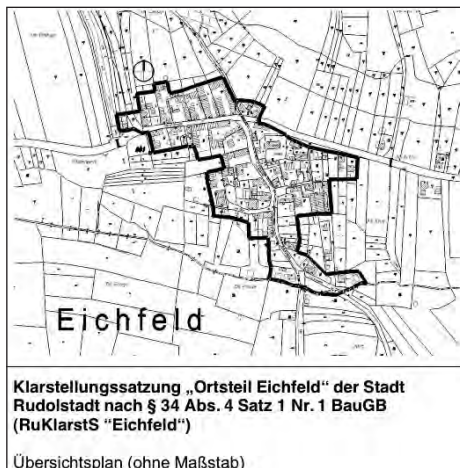 Eichfeld
Klarstellungssatzung „Ortsteil Eichfeld“ der Stadt
Rudolstadt nach § 34 Abs. 4 Satz 1 Nr. 1 BauGB
(RuKlarstS “Eichfeld”)
Übersichtsplan (ohne Maßstab)